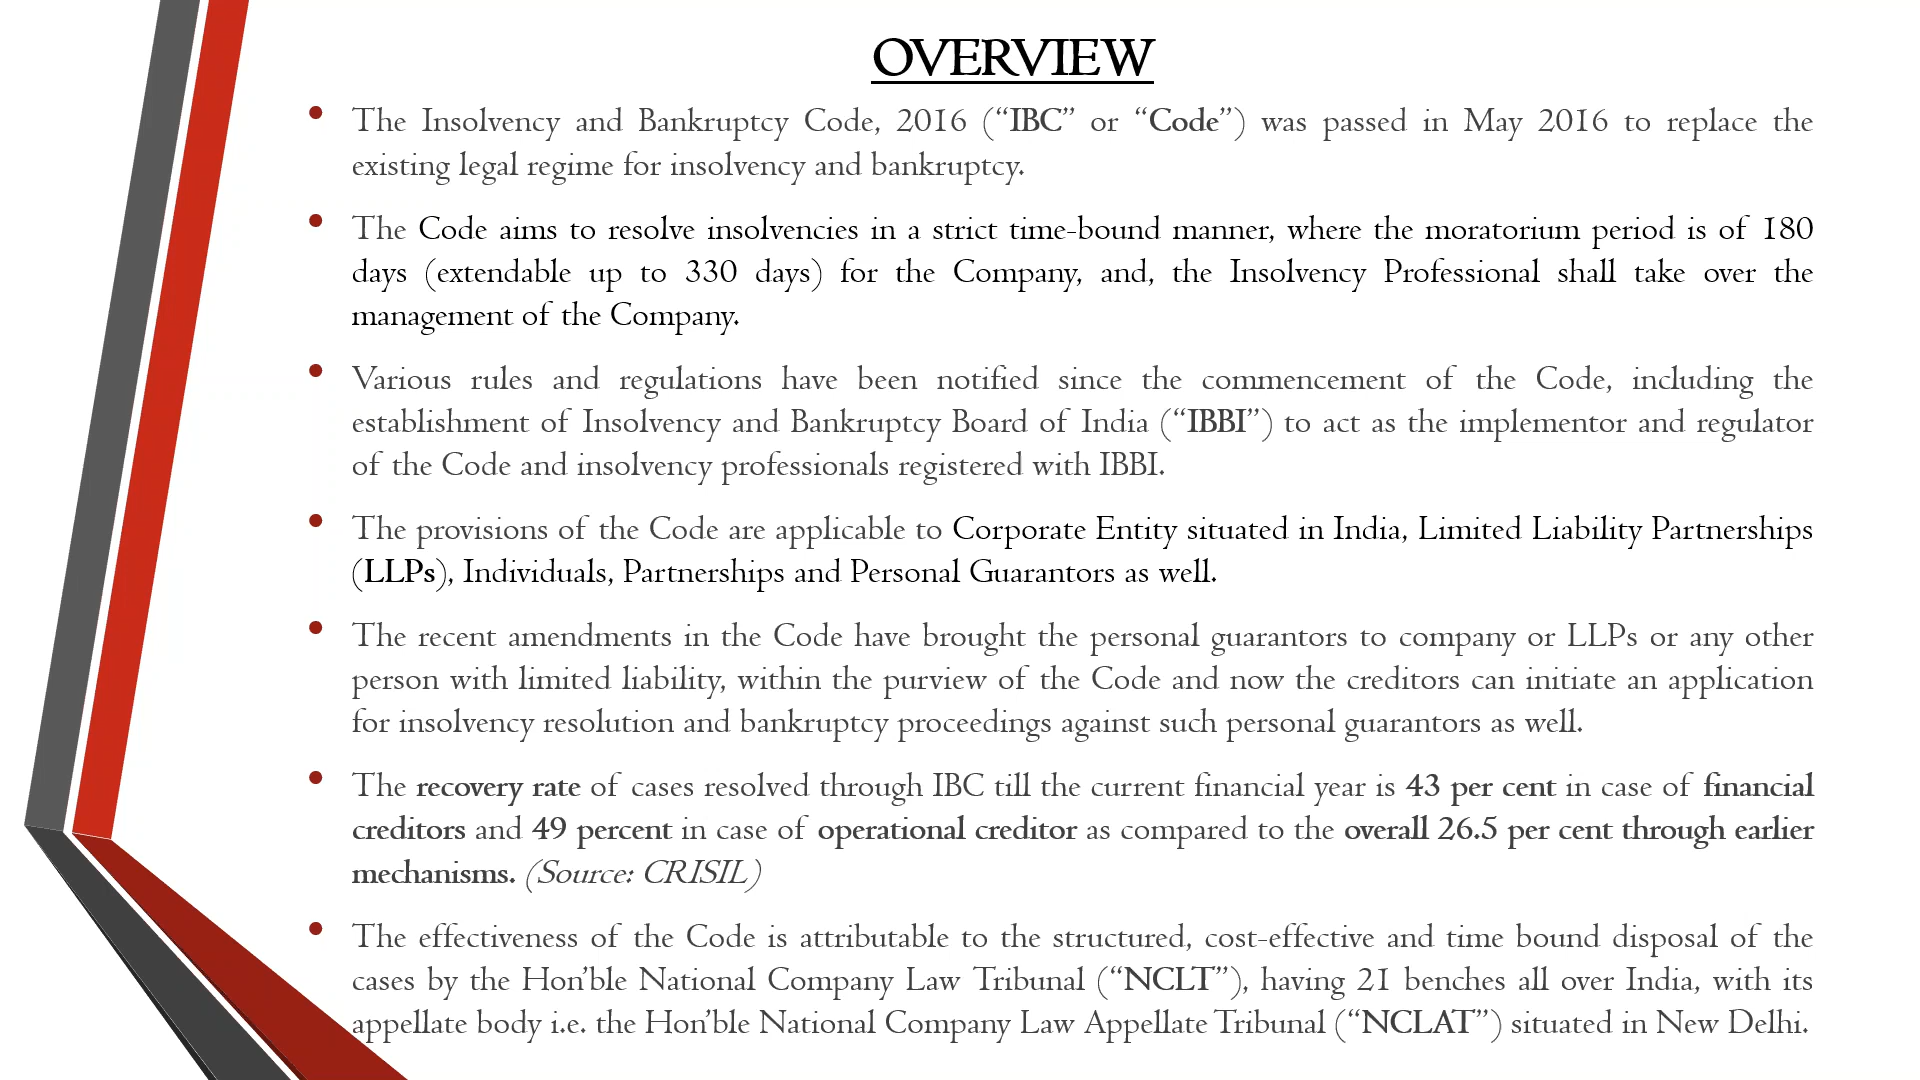 OVERVIEW
The Insolvency and Bankruptcy Code, 2016 (“IBC” or “Code”) was passed in May 2016 to replace the
existing legal regime for insolvency and bankruptcy.
The Code aims to resolve insolvencies in a strict time-bound manner, where the moratorium period is of 180
days (extendable up to 330 days) for the Company, and, the Insolvency Professional shall take over the
management of the Company.
Various rules and regulations have been notified since the commencement of the Code, including the
establishment of Insolvency and Bankruptcy Board of India (“IBBI”) to act as the implementor and regulator
of the Code and insolvency professionals registered with IBBI.
The provisions of the Code are applicable to Corporate Entity situated in India, Limited Liability Partnerships
(LLPs), Individuals, Partnerships and Personal Guarantors as well.
The recent amendments in the Code have brought the personal guarantors to company or LLPs or any other
person with limited liability, within the purview of the Code and now the creditors can initiate an application
for insolvency resolution and bankruptcy proceedings against such personal guarantors as well.
The recovery rate of cases resolved through IBC till the current financial year is 43 per cent in case of financial
creditors and 49 percent in case of operational creditor as compared to the overall 26.5 per cent through earlier
mechanisms. (Source: CRISIL)
The effectiveness of the Code is attributable to the structured, cost-effective and time bound disposal of the
cases by the Hon’ble National Company Law Tribunal (“NCLT”), having 21 benches all over India, with its
appellate body i.e. the Hon’ble National Company Law Appellate Tribunal (“NCLAT”) situated in New Delhi.